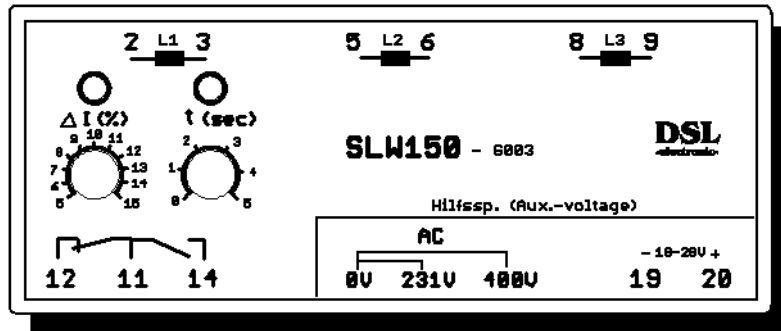 2 L1 3 5 L2 6 8 L3 9
Δ I (%) t (sec)
5 6 7 8 9 10 11 12 13 14 15
0 1 2 3 4 5
SLW150 - 6003
DSL
electronic
Hilfssp. (Aux.-voltage)
AC
- 18-28V +
12 11 14 0V 231V 400V 19 20